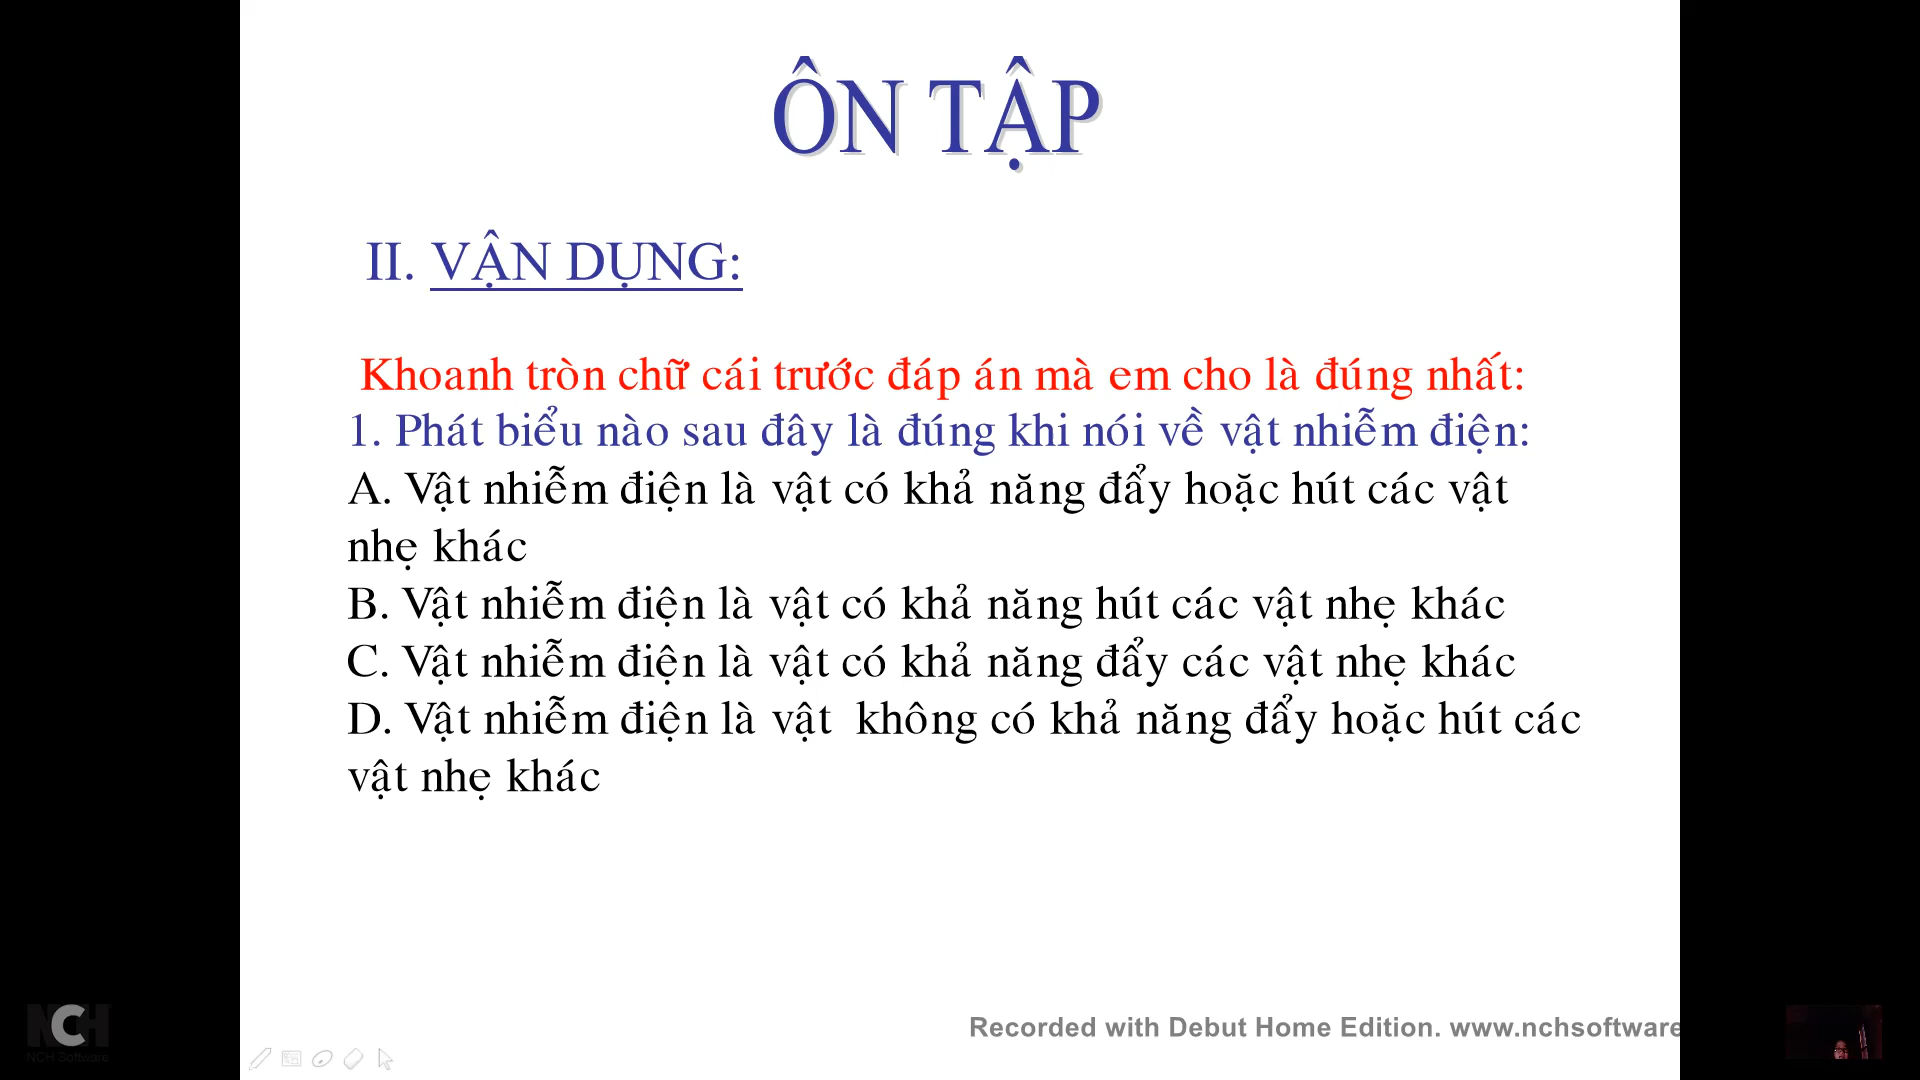 ÔN TẬP
II. VẬN DỤNG:
Khoanh tròn chữ cái trước đáp án mà em cho là đúng nhất:
1. Phát biểu nào sau đây là đúng khi nói về vật nhiễm điện:
A. Vật nhiễm điện là vật có khả năng đẩy hoặc hút các vật
nhẹ khác
B. Vật nhiễm điện là vật có khả năng hút các vật nhẹ khác
C. Vật nhiễm điện là vật có khả năng đẩy các vật nhẹ khác
D. Vật nhiễm điện là vật không có khả năng đẩy hoặc hút các
vật nhẹ khác
Recorded with Debut Home Edition. www.nchsoftware
NCH
NCH Software